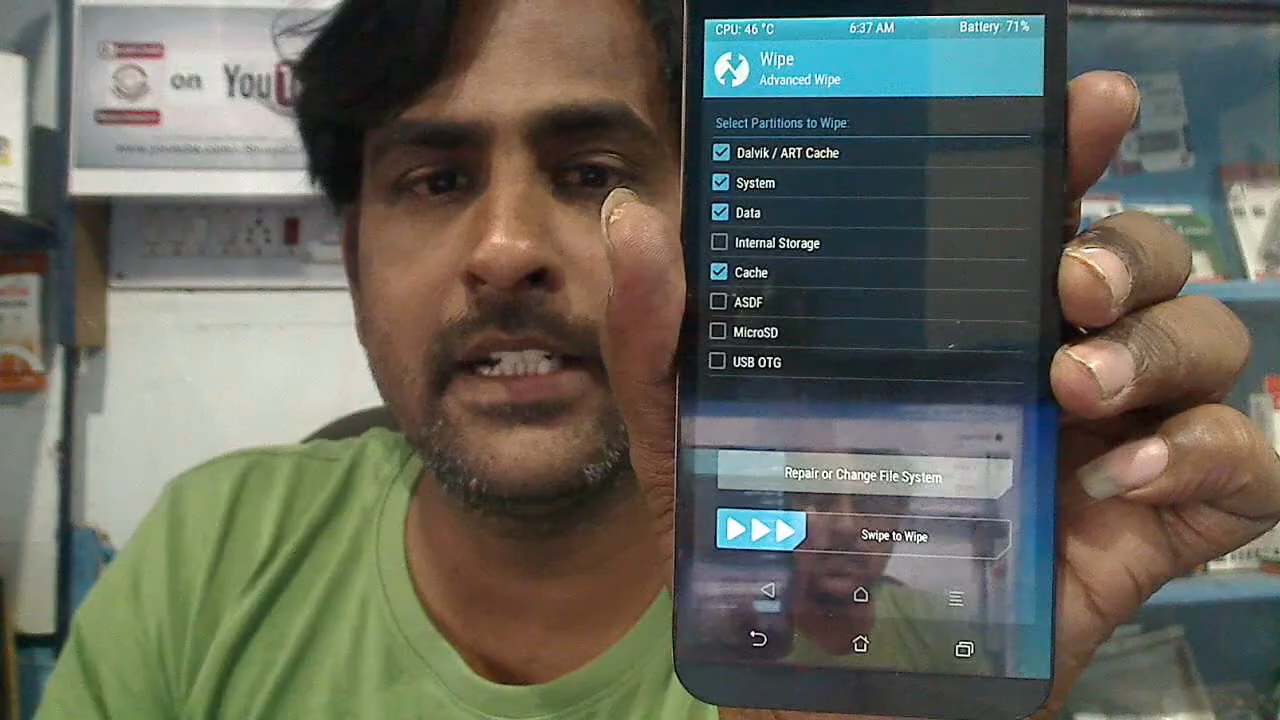 on YouT
CPU: 46 °C 6:37 AM Battery: 71%
Wipe
Advanced Wipe
Select Partitions to Wipe:
Dalvik / ART Cache
System
Data
Internal Storage
Cache
ASDF
MicroSD
USB OTG
Repair or Change File System
Swipe to Wipe